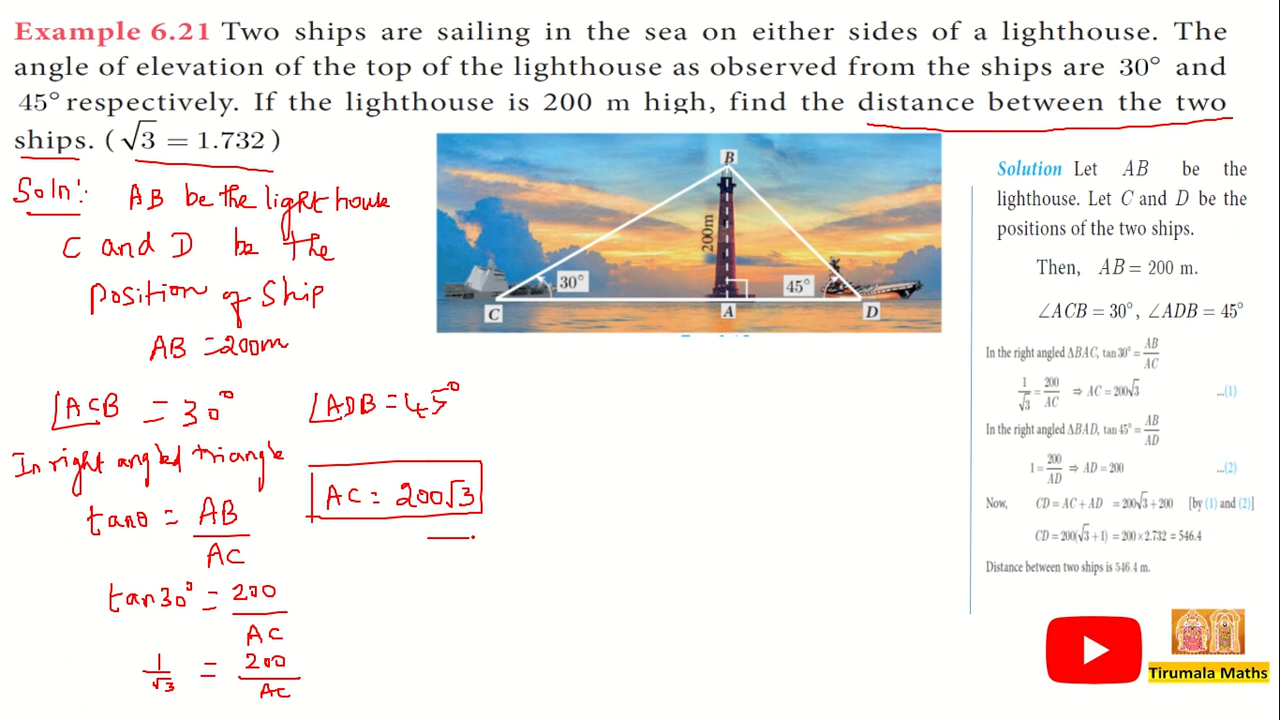 Example 6.21 Two ships are sailing in the sea on either sides of a lighthouse. The
angle of elevation of the top of the lighthouse as observed from the ships are 30° and
45° respectively. If the lighthouse is 200 m high, find the distance between the two
ships. ( √3 = 1.732 )
Soln: AB be the light house
C and D be the
position of ship
AB = 200m
∠ACB = 30° ∠ADB = 45°
In right angled triangle
tanθ = AB/AC
tan30° = 200/AC
1/√3 = 200/AC
AC = 200√3
B
200m
30°
45°
C
A
D
Solution Let AB be the
lighthouse. Let C and D be the
positions of the two ships.
Then, AB = 200 m.
∠ACB = 30°, ∠ADB = 45°
In the right angled ΔBAC, tan 30° = AB/AC
1/√3 = 200/AC ⇒ AC = 200√3 ...(1)
In the right angled ΔBAD, tan 45° = AB/AD
1 = 200/AD ⇒ AD = 200 ...(2)
Now, CD = AC + AD = 200√3 + 200 [by (1) and (2)]
CD = 200(√3 + 1) = 200 × 2.732 = 546.4
Distance between two ships is 546.4 m.
Tirumala Maths